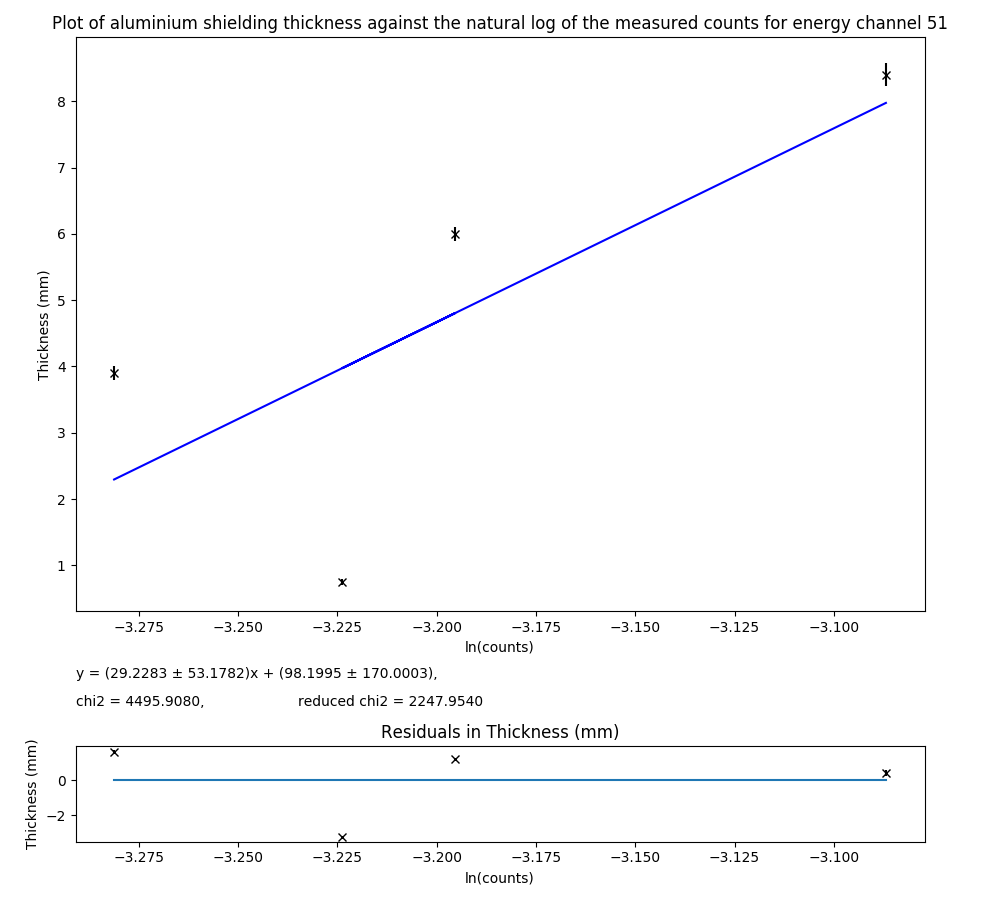 Plot of aluminium shielding thickness against the natural log of the measured counts for energy channel 51
8
7
6
5
4
3
2
1
Thickness (mm)
−3.275 −3.250 −3.225 −3.200 −3.175 −3.150 −3.125 −3.100
ln(counts)
y = (29.2283 ± 53.1782)x + (98.1995 ± 170.0003),
chi2 = 4495.9080, reduced chi2 = 2247.9540
Residuals in Thickness (mm)
0
−2
Thickness (mm)
−3.275 −3.250 −3.225 −3.200 −3.175 −3.150 −3.125 −3.100
ln(counts)